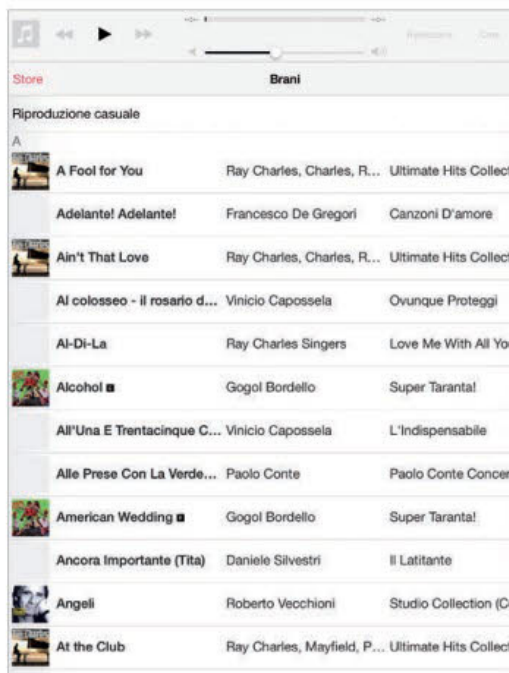 Store Brani
Riproduzione casuale
A
A Fool for You Ray Charles, Charles, R... Ultimate Hits Collect
Adelante! Adelante! Francesco De Gregori Canzoni D'amore
Ain't That Love Ray Charles, Charles, R... Ultimate Hits Collect
Al colosseo - il rosario d... Vinicio Capossela Ovunque Proteggi
Al-Di-La Ray Charles Singers Love Me With All Yo
Alcohol Gogol Bordello Super Taranta!
All'Una E Trentacinque C... Vinicio Capossela L'Indispensabile
Alle Prese Con La Verde... Paolo Conte Paolo Conte Concer
American Wedding Gogol Bordello Super Taranta!
Ancora Importante (Tita) Daniele Silvestri Il Latitante
Angeli Roberto Vecchioni Studio Collection (C
At the Club Ray Charles, Mayfield, P... Ultimate Hits Collect